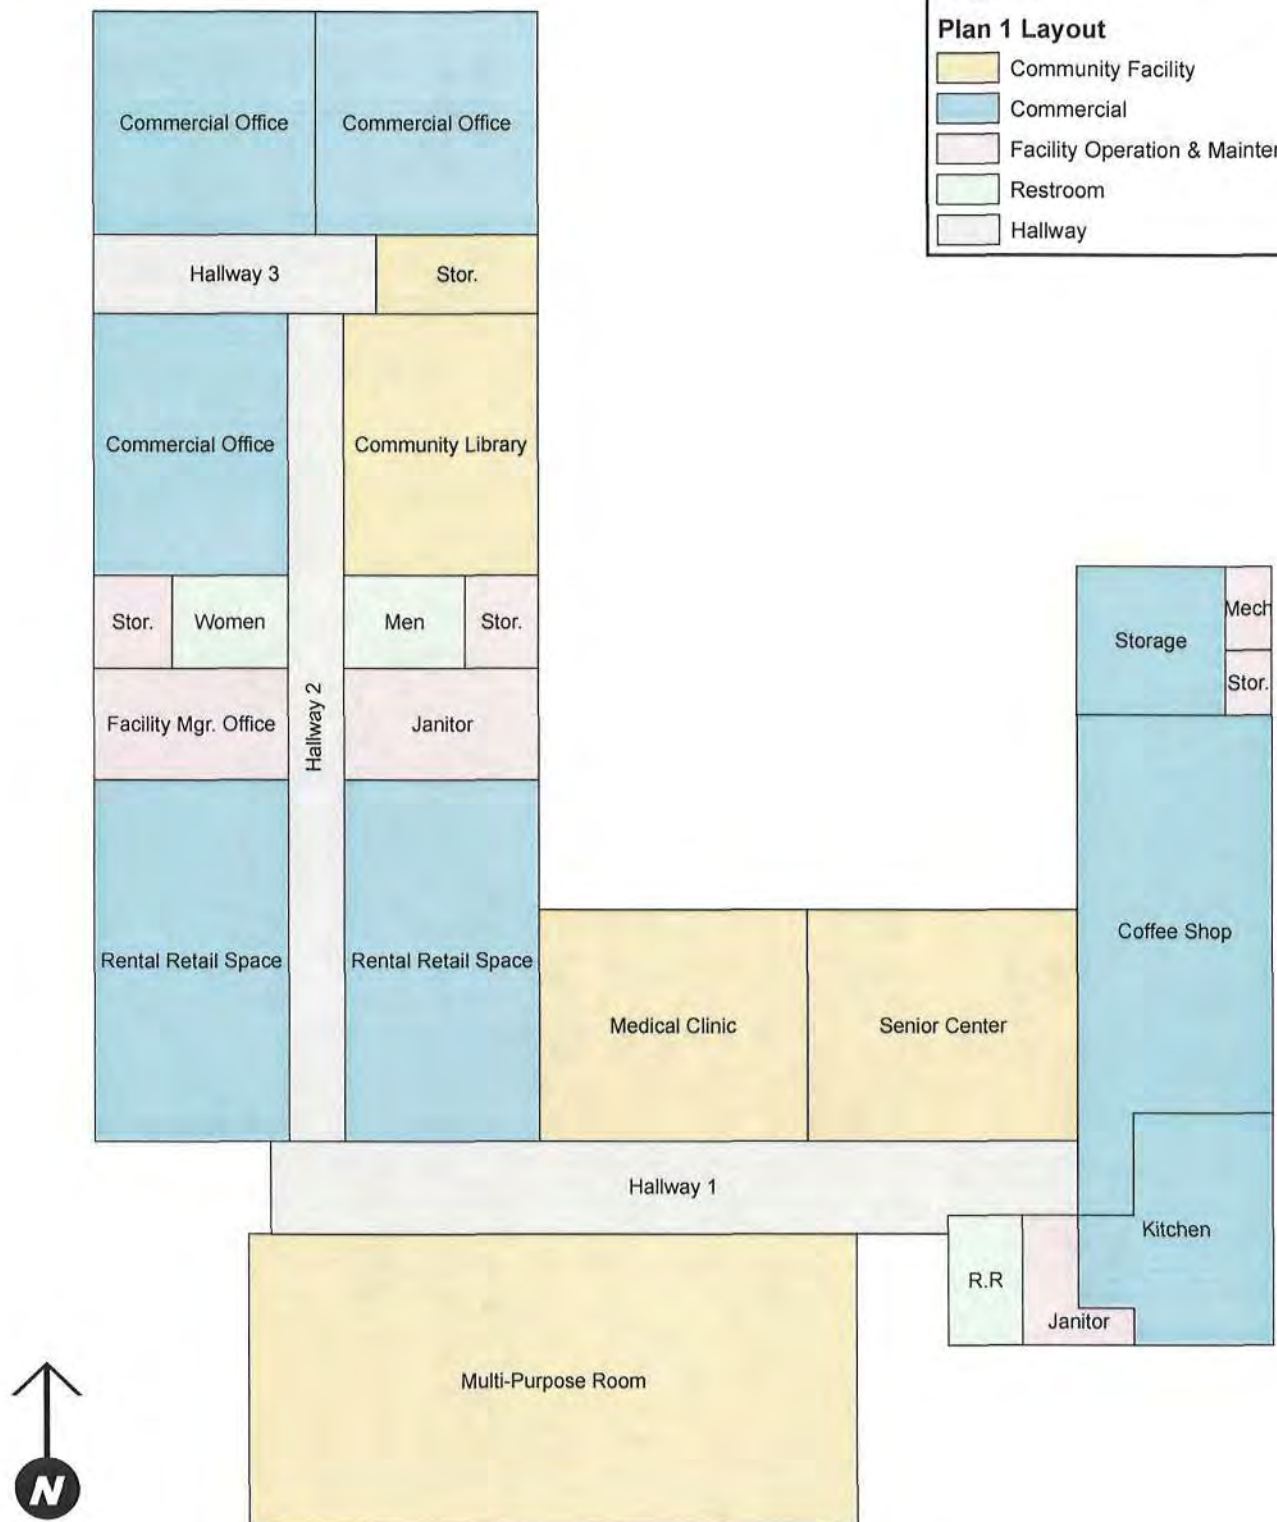 Plan 1 Layout
Community Facility
Commercial
Facility Operation & Mainten
Restroom
Hallway
Commercial Office
Commercial Office
Hallway 3
Stor.
Commercial Office
Community Library
Stor.
Women
Men
Stor.
Facility Mgr. Office
Hallway 2
Janitor
Storage
Mech
Stor.
Rental Retail Space
Rental Retail Space
Medical Clinic
Senior Center
Coffee Shop
Hallway 1
Kitchen
R.R
Janitor
Multi-Purpose Room
N